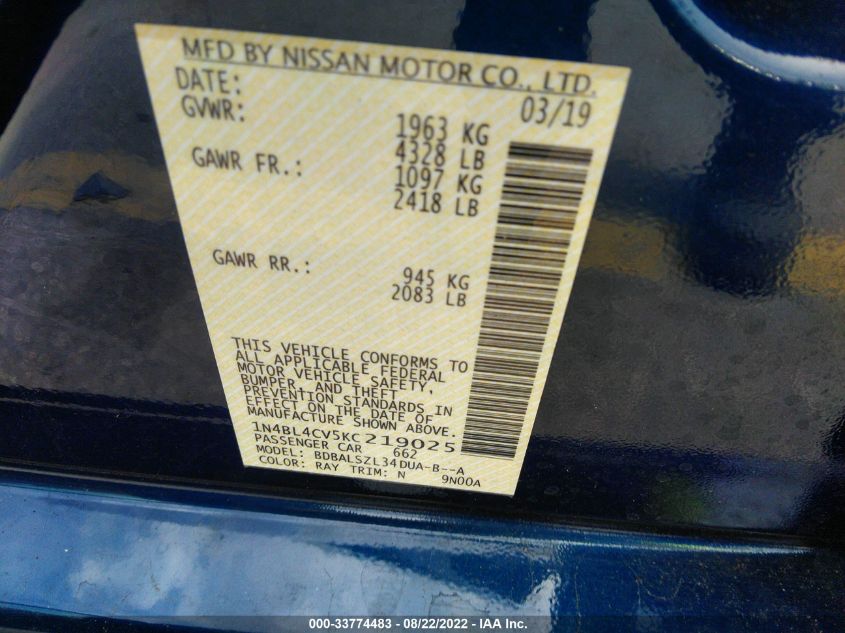 MFD BY NISSAN MOTOR CO., LTD.
DATE: 03/19
GVWR: 1963 KG
4328 LB
GAWR FR.: 1097 KG
2418 LB
GAWR RR.: 945 KG
2083 LB
THIS VEHICLE CONFORMS TO
ALL APPLICABLE FEDERAL
MOTOR VEHICLE SAFETY,
BUMPER, AND THEFT
PREVENTION STANDARDS IN
EFFECT ON THE DATE OF
MANUFACTURE SHOWN ABOVE.
1N4BL4CV5KC219025
PASSENGER CAR 662
MODEL: BDBALSZL34DUA-B--A
COLOR: RAY TRIM: N 9N00A
000-33774483 - 08/22/2022 - IAA Inc.